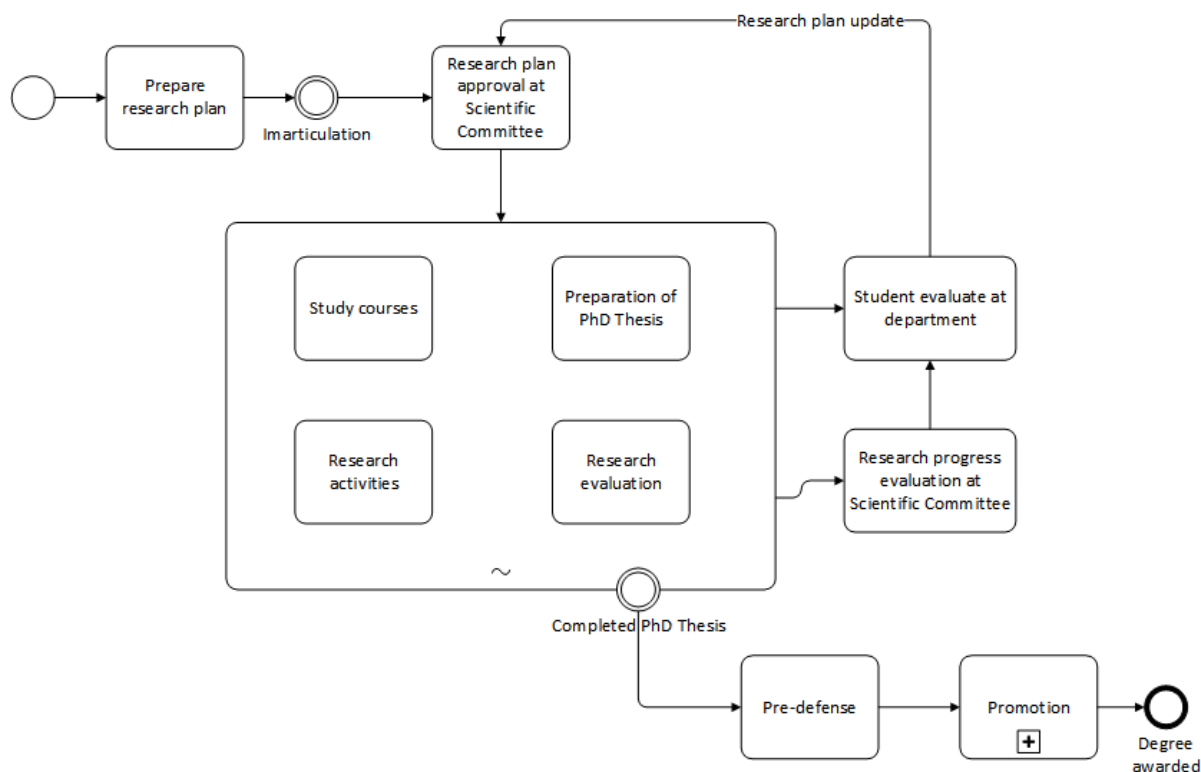 Research plan update
Prepare
research plan
Imarticulation
Research plan
approval at
Scientific
Committee
Study courses
Preparation of
PhD Thesis
Student evaluate at
department
Research
activities
Research
evaluation
Research progress
evaluation at
Scientific Committee
~
Completed PhD Thesis
Pre-defense
Promotion
+
Degree
awarded